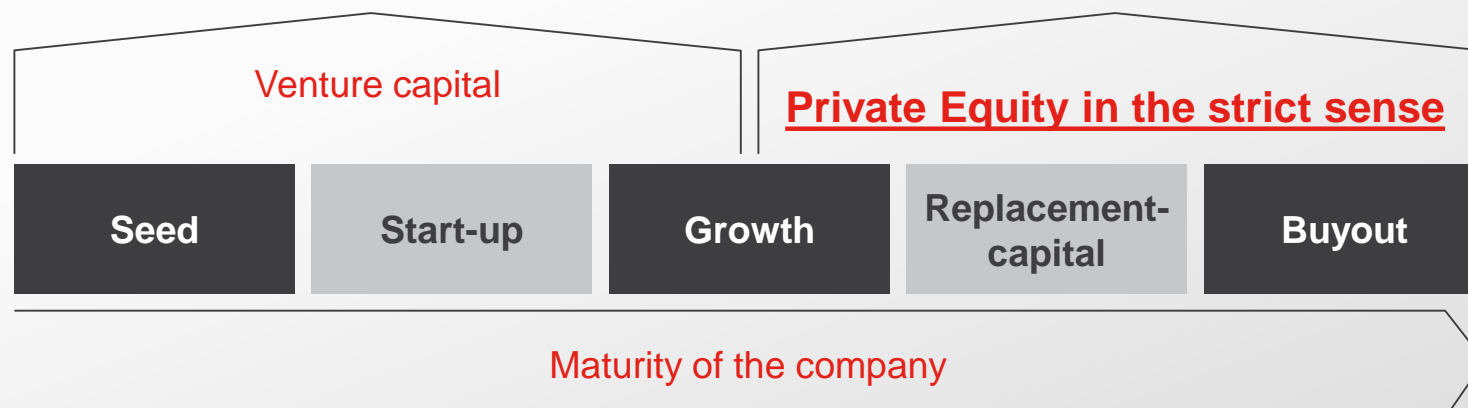 Venture capital
Private Equity in the strict sense
Seed
Start-up
Growth
Replacement-
capital
Buyout
Maturity of the company